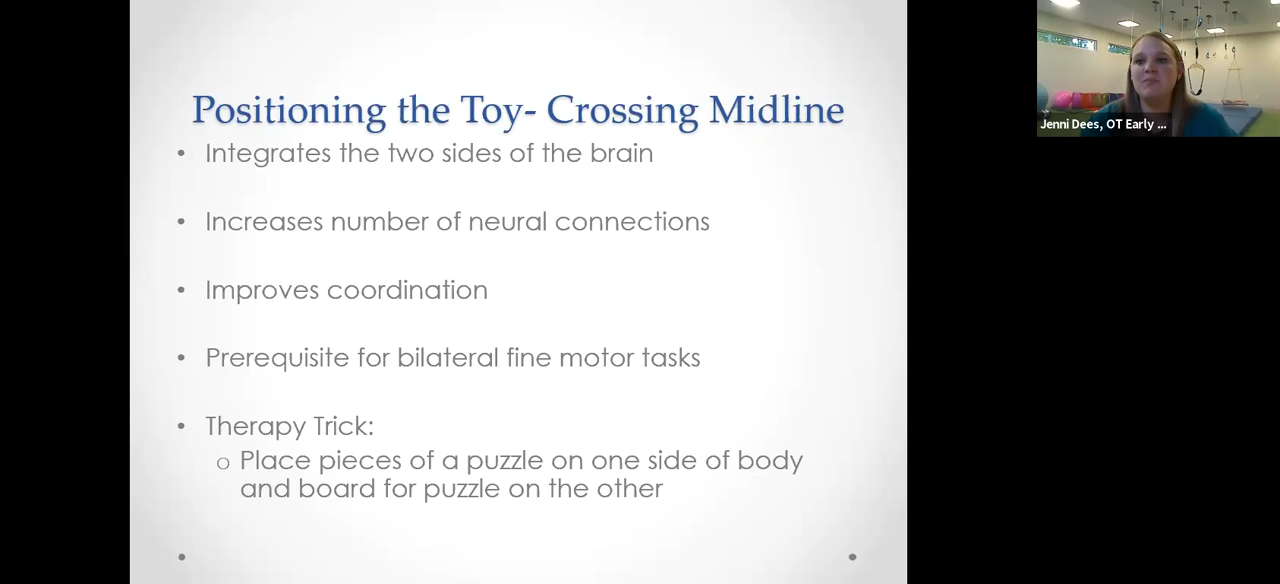 Positioning the Toy- Crossing Midline
• Integrates the two sides of the brain
• Increases number of neural connections
• Improves coordination
• Prerequisite for bilateral fine motor tasks
• Therapy Trick:
o Place pieces of a puzzle on one side of body
and board for puzzle on the other
Jenni Dees, OT Early ...